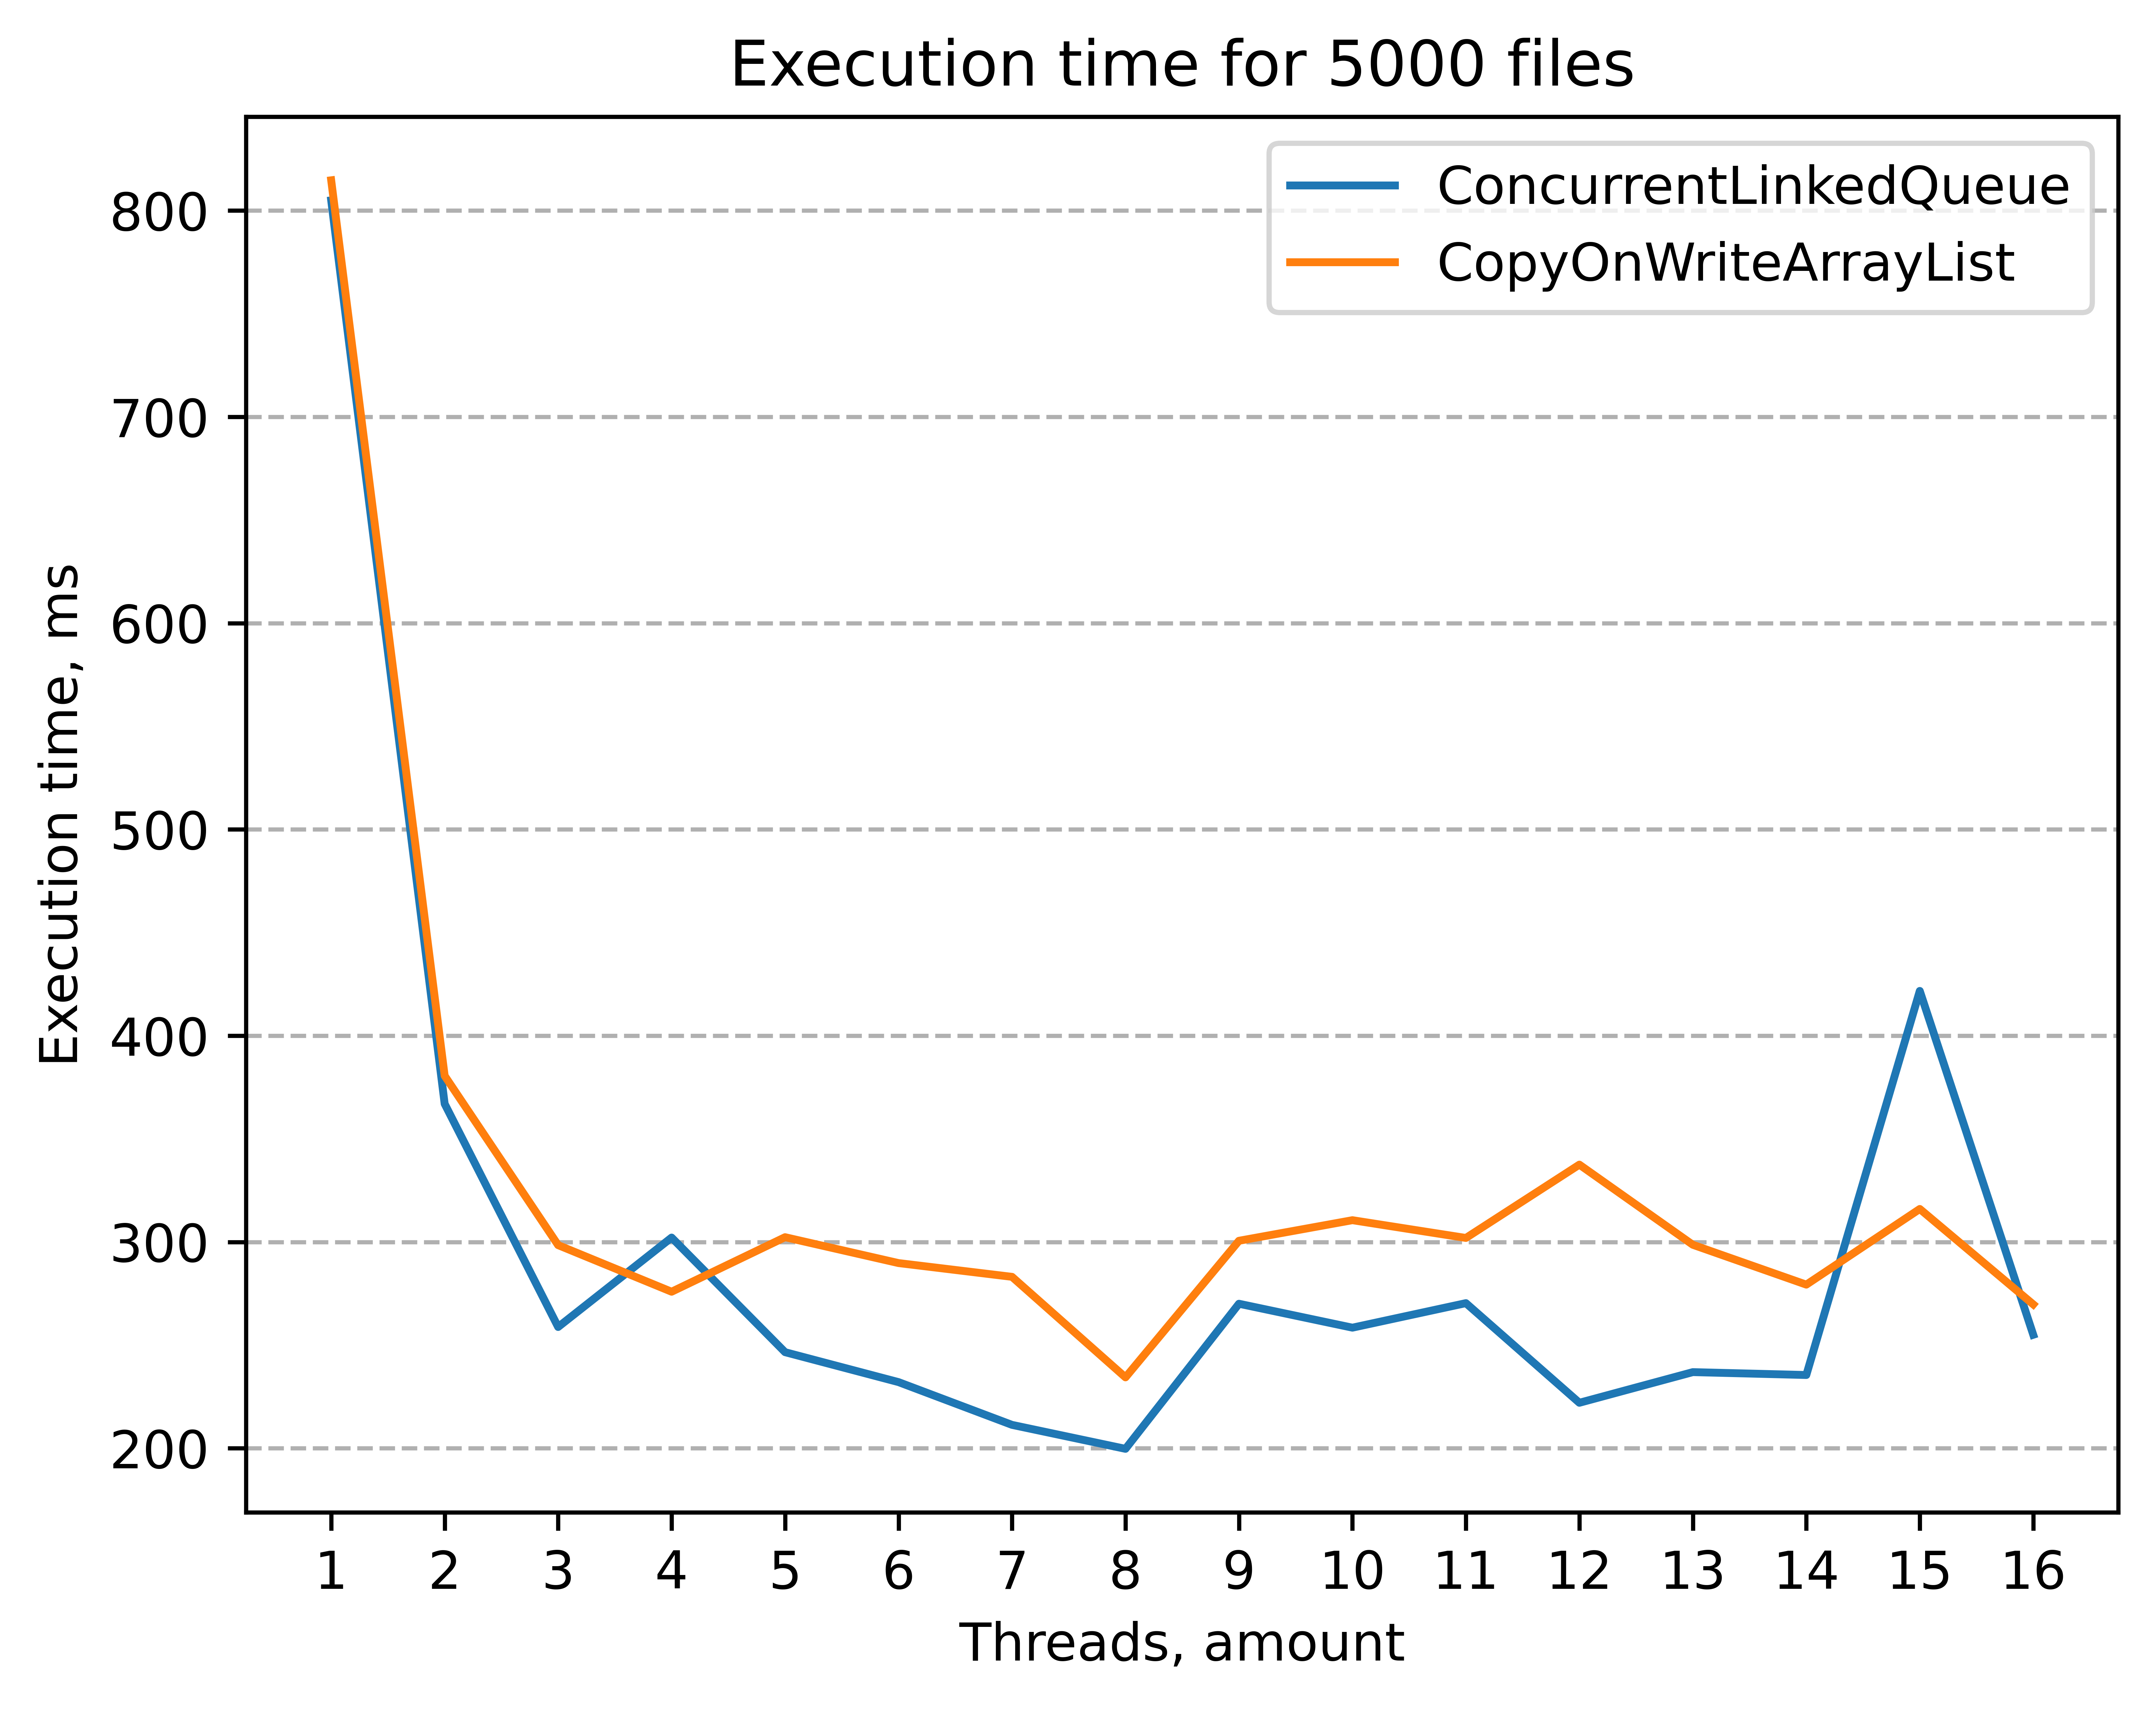 Execution time for 5000 files
ConcurrentLinkedQueue
CopyOnWriteArrayList
Execution time, ms
800
700
600
500
400
300
200
1 2 3 4 5 6 7 8 9 10 11 12 13 14 15 16
Threads, amount